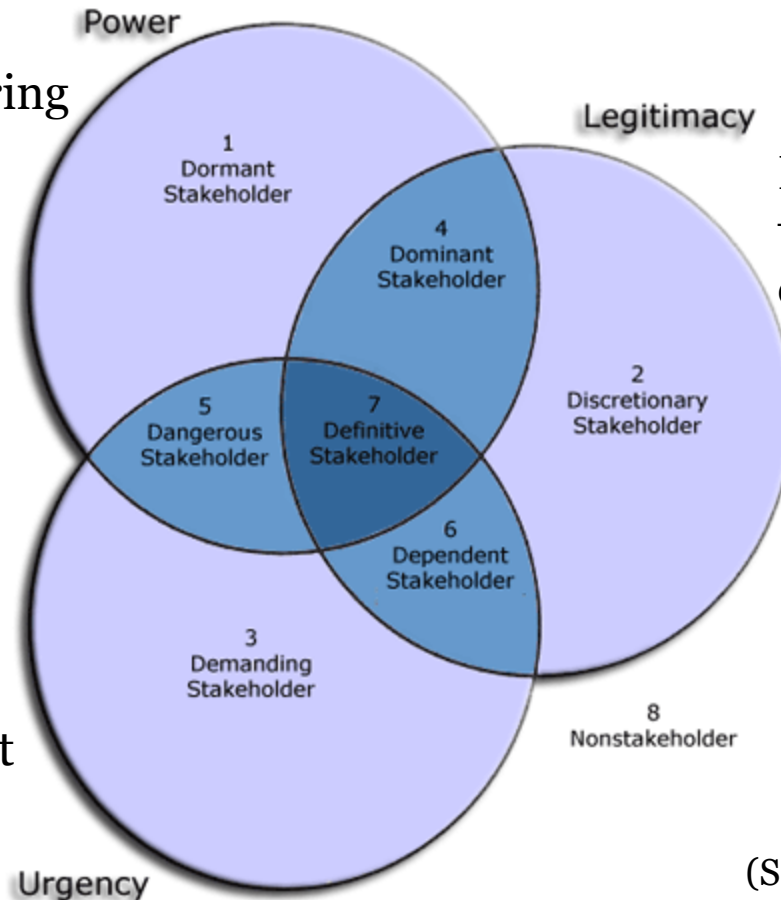 Power
ring
Legitimacy
1
Dormant
Stakeholder
4
Dominant
Stakeholder
2
Discretionary
Stakeholder
5
Dangerous
Stakeholder
7
Definitive
Stakeholder
6
Dependent
Stakeholder
3
Demanding
Stakeholder
8
Nonstakeholder
t
(S
Urgency